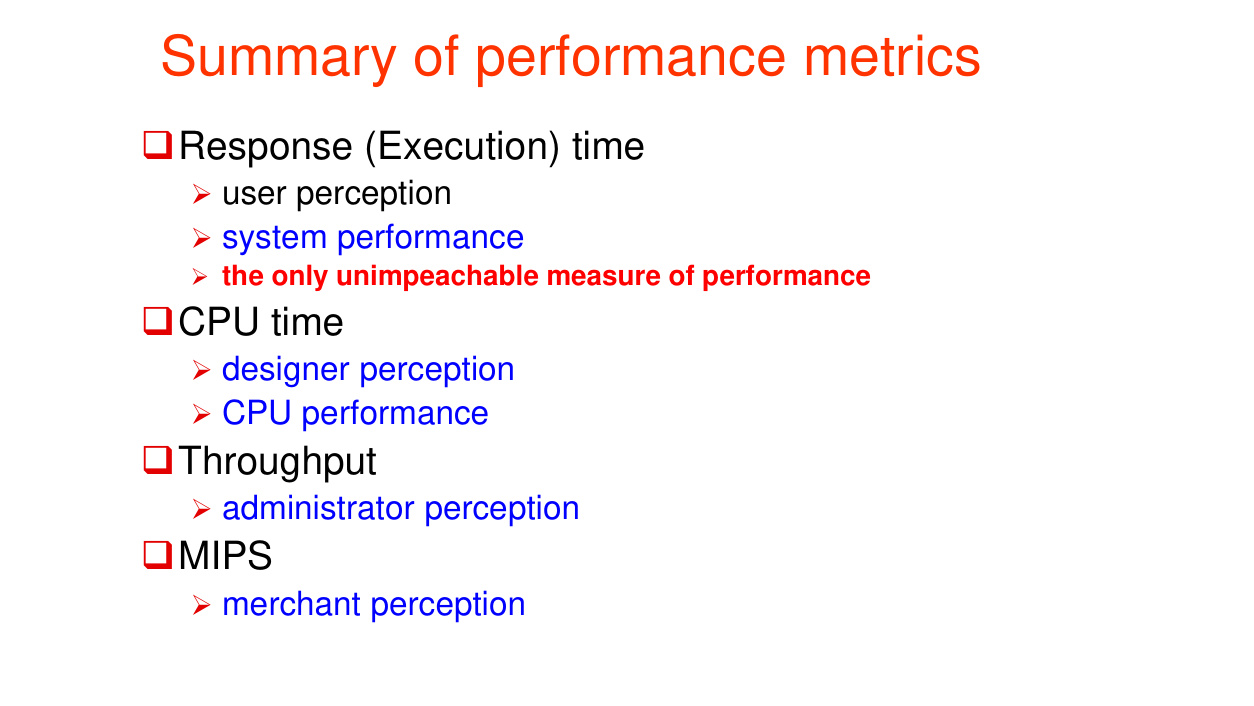 Summary of performance metrics
❑Response (Execution) time
➢ user perception
➢ system performance
➢ the only unimpeachable measure of performance
❑CPU time
➢ designer perception
➢ CPU performance
❑Throughput
➢ administrator perception
❑MIPS
➢ merchant perception